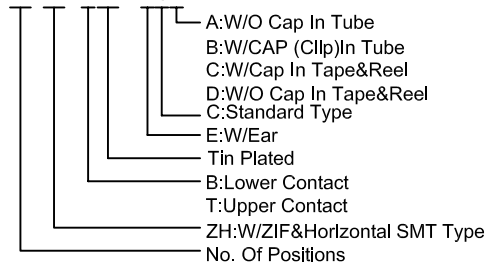 A:W/O Cap In Tube
B:W/CAP (Cllp)In Tube
C:W/Cap In Tape&Reel
D:W/O Cap In Tape&Reel
C:Standard Type
E:W/Ear
Tin Plated
B:Lower Contact
T:Upper Contact
ZH:W/ZIF&Horlzontal SMT Type
No. Of Positions